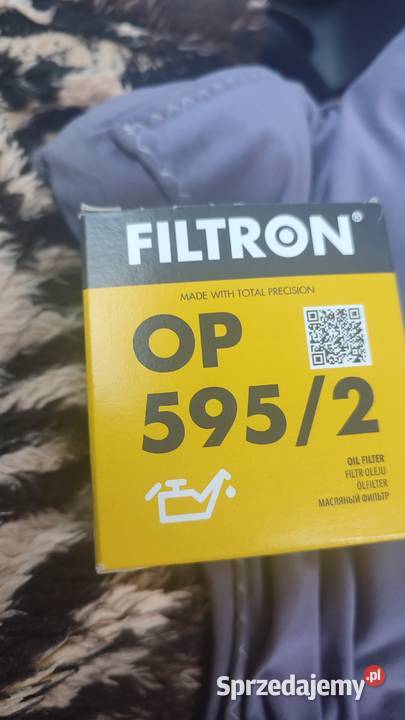 FILTRON®
MADE WITH TOTAL PRECISION
OP
595/2
OIL FILTER
FILTR OLEJU
ÖLFILTER
МАСЛЯНЫЙ ФИЛЬТР
Sprzedajemy.pl